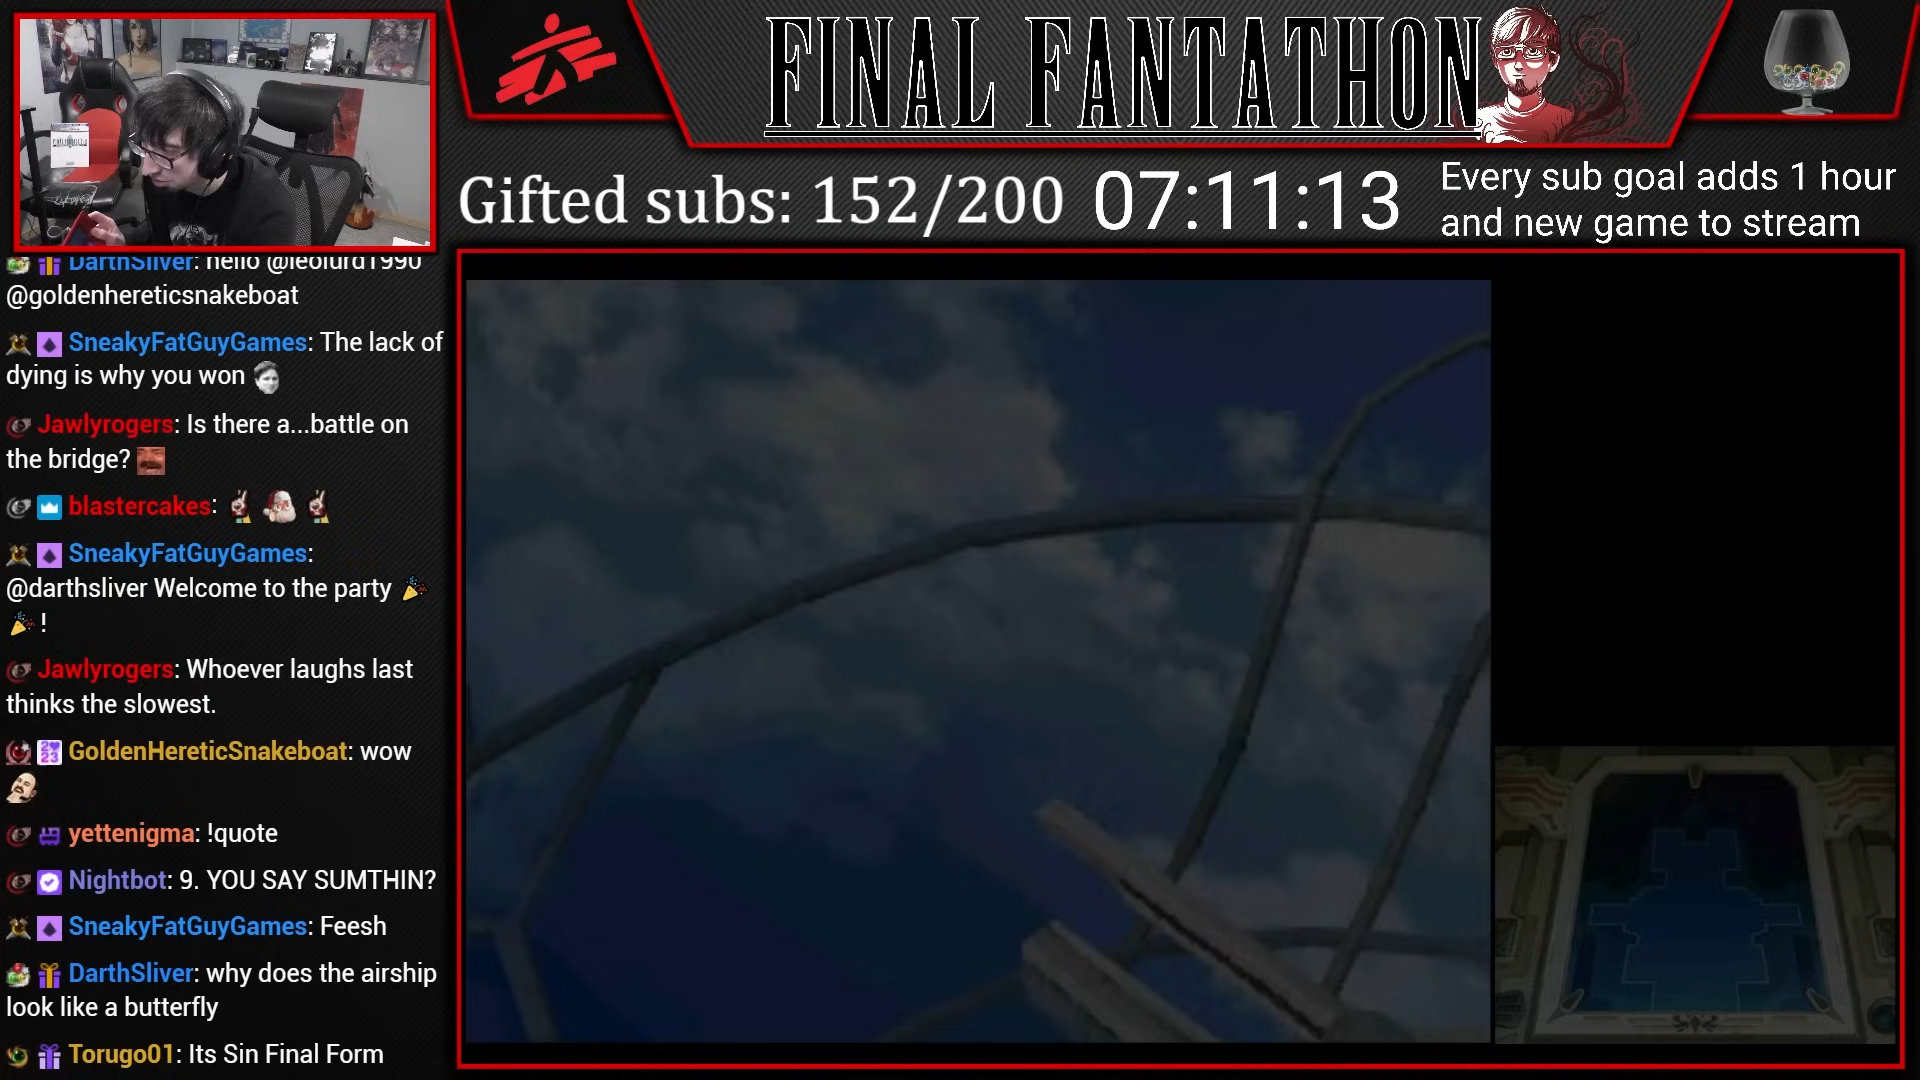 FINAL FANTATHON
Gifted subs: 152/200
07:11:13
Every sub goal adds 1 hour
and new game to stream
DarthSliver: hello @leolurd1990
@goldenhereticsnakeboat
SneakyFatGuyGames: The lack of
dying is why you won
Jawlyrogers: Is there a...battle on
the bridge?
blastercakes:
SneakyFatGuyGames:
@darthsliver Welcome to the party
!
Jawlyrogers: Whoever laughs last
thinks the slowest.
GoldenHereticSnakeboat: wow
yettenigma: !quote
Nightbot: 9. YOU SAY SUMTHIN?
SneakyFatGuyGames: Feesh
DarthSliver: why does the airship
look like a butterfly
Torugo01: Its Sin Final Form